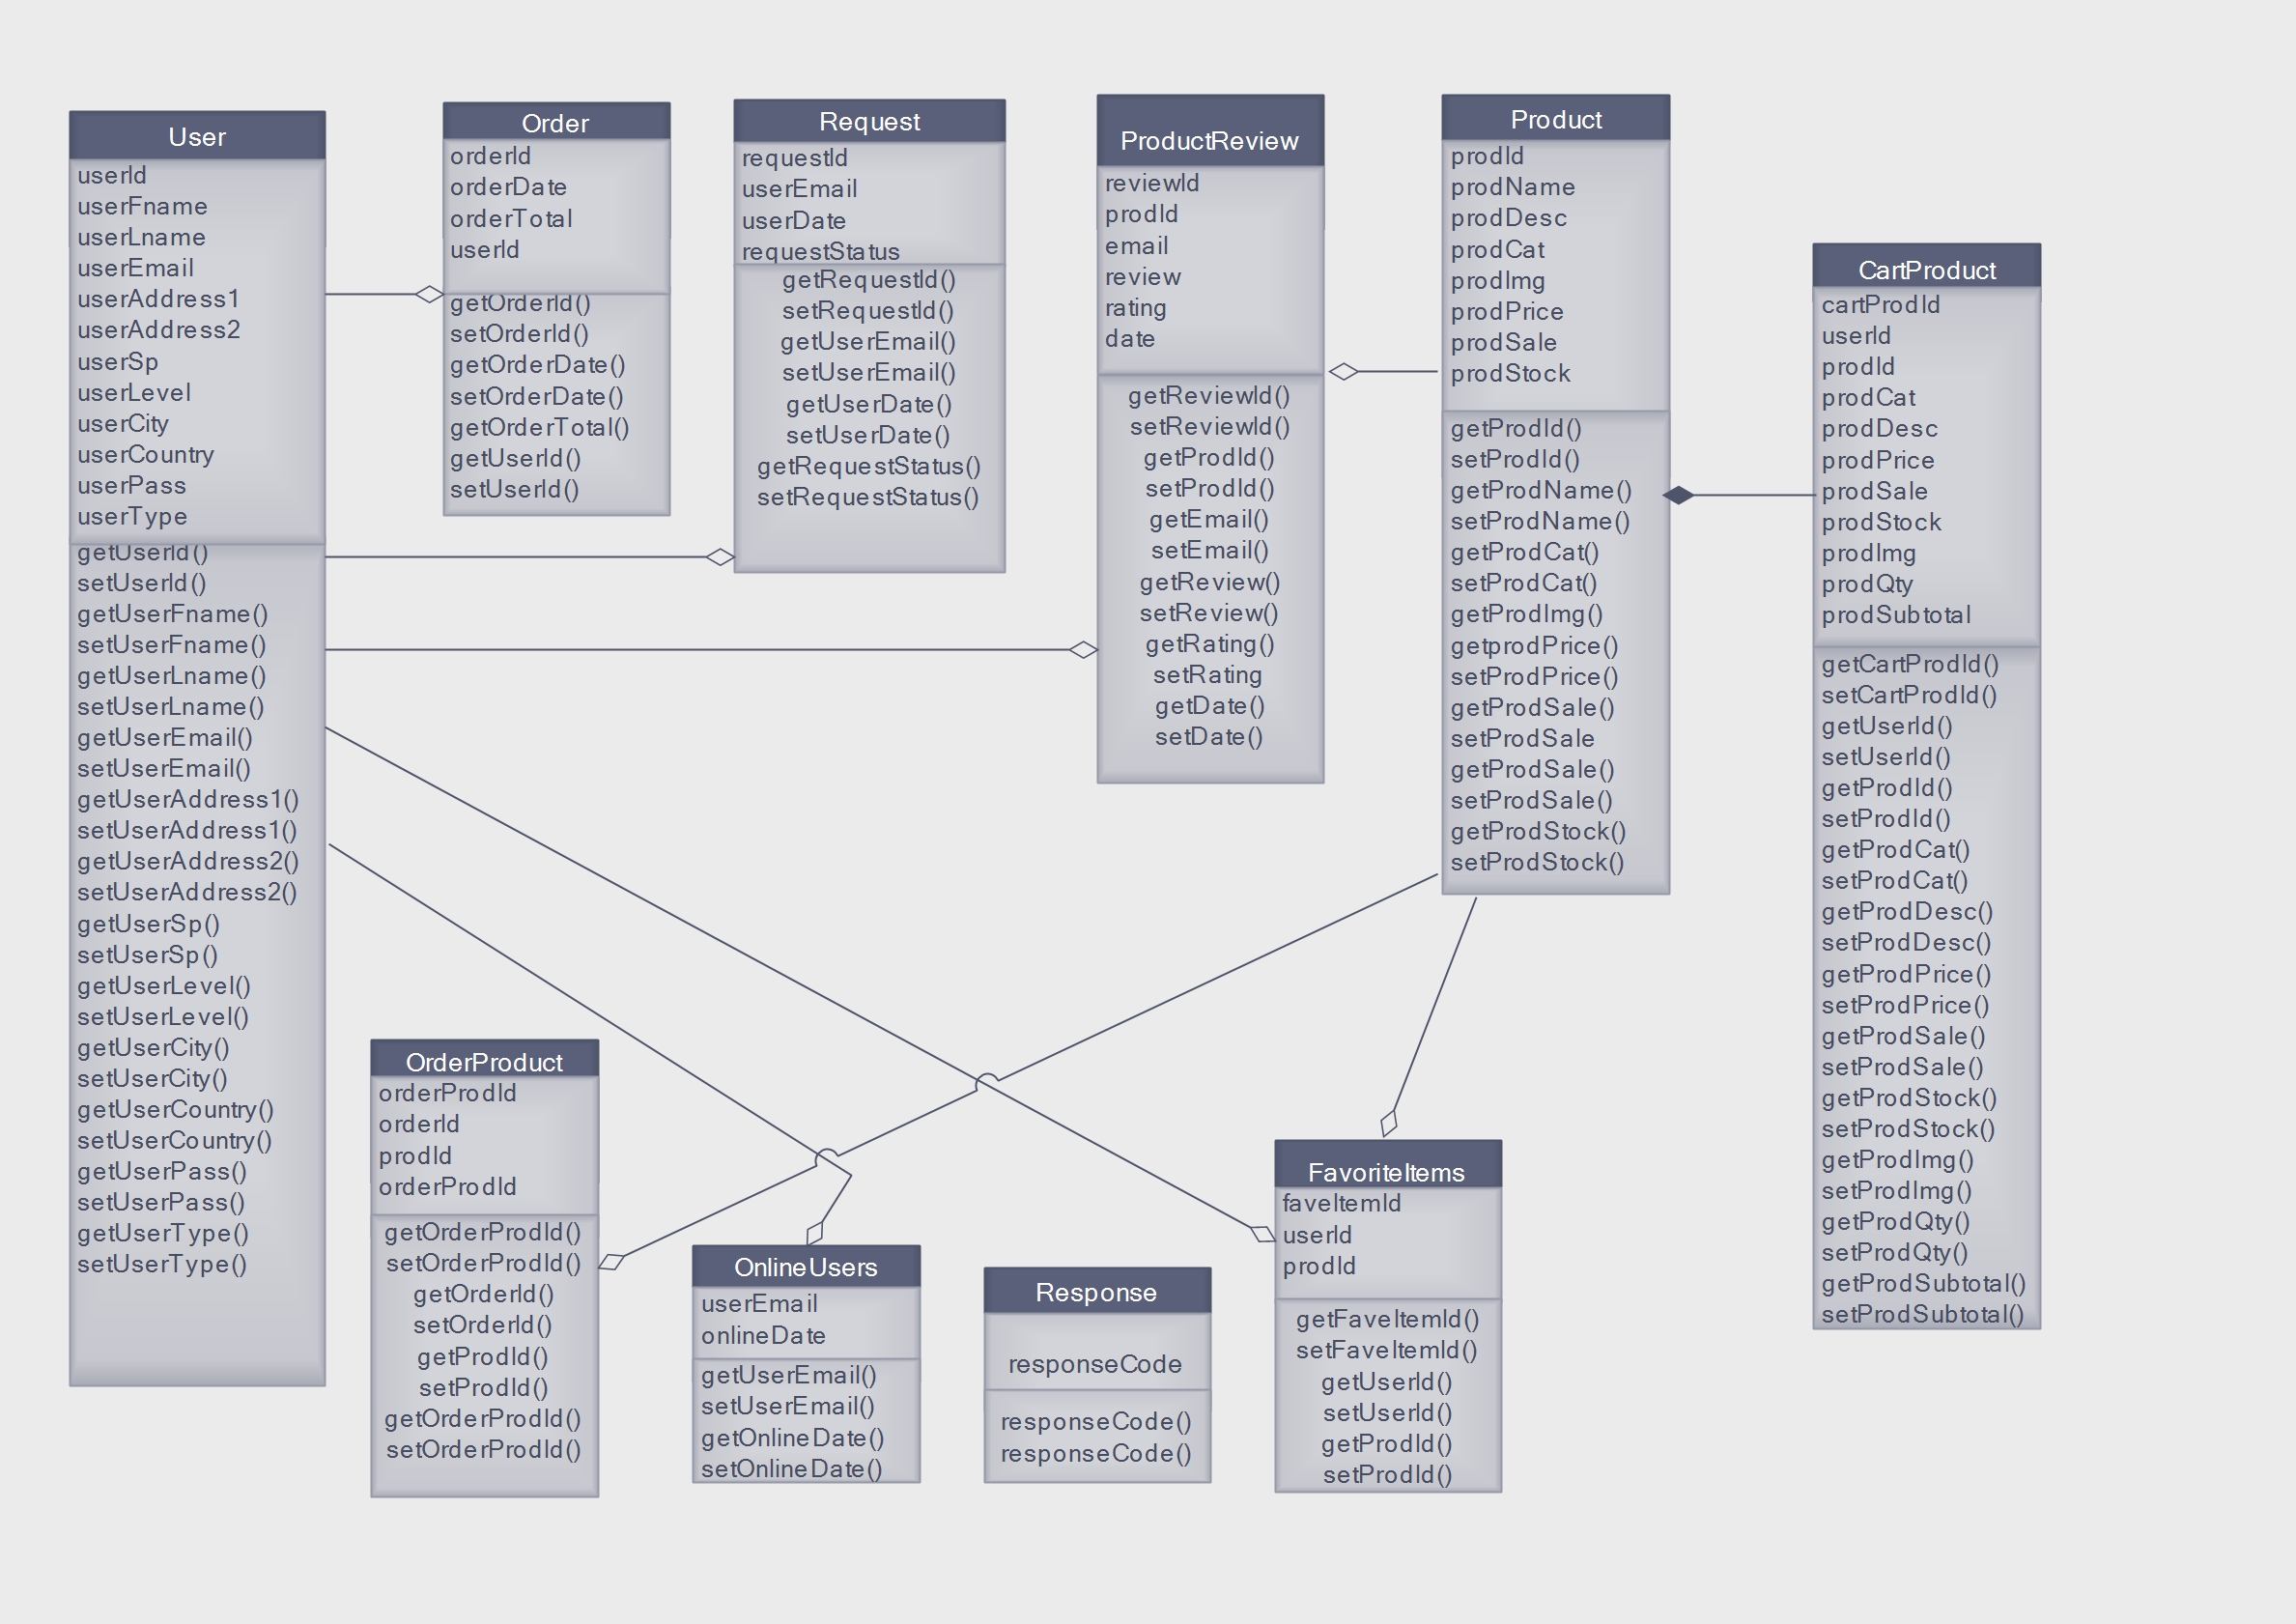 User
userId
userFname
userLname
userEmail
userAddress1
userAddress2
userSp
userLevel
userCity
userCountry
userPass
userType
getUserId()
setUserId()
getUserFname()
setUserFname()
getUserLname()
setUserLname()
getUserEmail()
setUserEmail()
getUserAddress1()
setUserAddress1()
getUserAddress2()
setUserAddress2()
getUserSp()
setUserSp()
getUserLevel()
setUserLevel()
getUserCity()
setUserCity()
getUserCountry()
setUserCountry()
getUserPass()
setUserPass()
getUserType()
setUserType()
Order
orderId
orderDate
orderTotal
userId
getOrderId()
setOrderId()
getOrderDate()
setOrderDate()
getOrderTotal()
getUserId()
setUserId()
Request
requestId
userEmail
userDate
requestStatus
getRequestId()
setRequestId()
getUserEmail()
setUserEmail()
getUserDate()
setUserDate()
getRequestStatus()
setRequestStatus()
ProductReview
reviewId
prodId
email
review
rating
date
getReviewId()
setReviewId()
getProdId()
setProdId()
getEmail()
setEmail()
getReview()
setReview()
getRating()
setRating
getDate()
setDate()
Product
prodId
prodName
prodDesc
prodCat
prodImg
prodPrice
prodSale
prodStock
getProdId()
setProdId()
getProdName()
setProdName()
getProdCat()
setProdCat()
getProdImg()
getprodPrice()
setProdPrice()
getProdSale()
setProdSale
getProdSale()
setProdSale()
getProdStock()
setProdStock()
CartProduct
cartProdId
userId
prodId
prodCat
prodDesc
prodPrice
prodSale
prodStock
prodImg
prodQty
prodSubtotal
getCartProdId()
setCartProdId()
getUserId()
setUserId()
getProdId()
setProdId()
getProdCat()
setProdCat()
getProdDesc()
setProdDesc()
getProdPrice()
setProdPrice()
getProdSale()
setProdSale()
getProdStock()
setProdStock()
getProdImg()
setProdImg()
getProdQty()
setProdQty()
getProdSubtotal()
setProdSubtotal()
OrderProduct
orderProdId
orderId
prodId
orderProdId
getOrderProdId()
setOrderProdId()
getOrderId()
setOrderId()
getProdId()
setProdId()
getOrderProdId()
setOrderProdId()
OnlineUsers
userEmail
onlineDate
getUserEmail()
setUserEmail()
getOnlineDate()
setOnlineDate()
Response
responseCode
responseCode()
responseCode()
FavoriteItems
faveItemId
userId
prodId
getFaveItemId()
setFaveItemId()
getUserId()
setUserId()
getProdId()
setProdId()